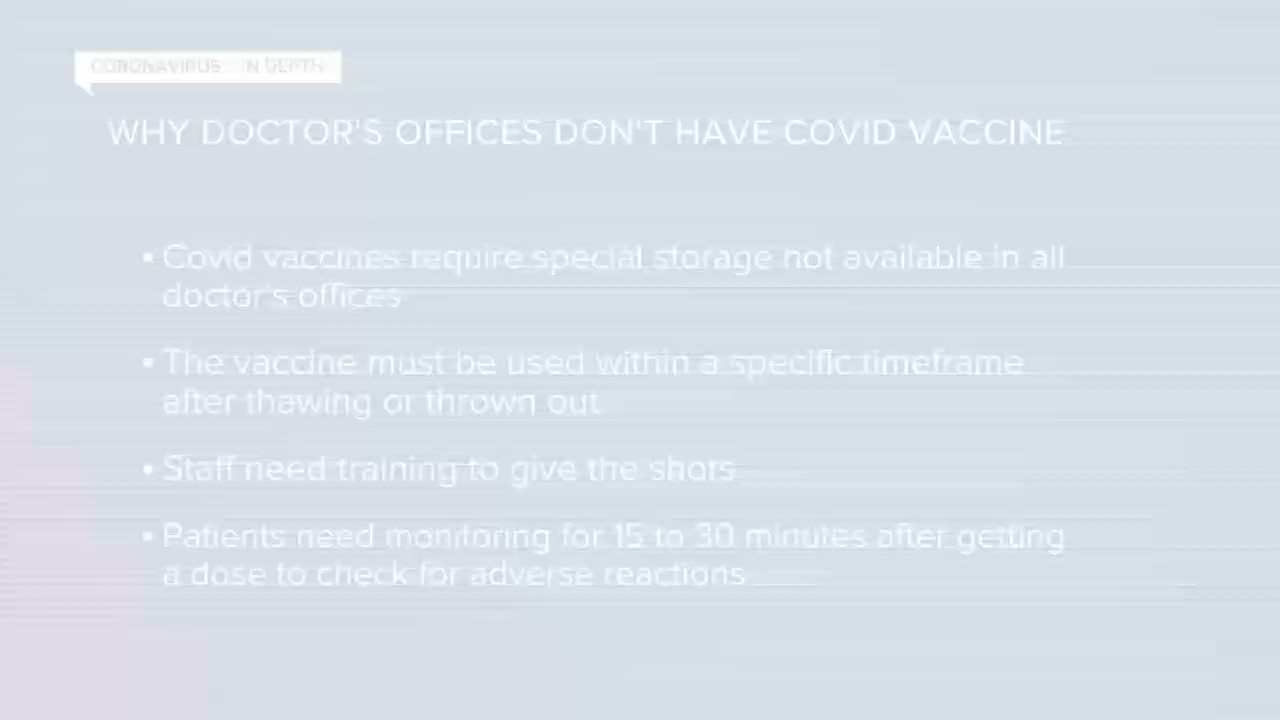 CORONAVIRUS IN DEPTH
WHY DOCTOR'S OFFICES DON'T HAVE COVID VACCINE
▪ Covid vaccines require special storage not available in all
doctor's offices
▪ The vaccine must be used within a specific timeframe
after thawing or thrown out
▪ Staff need training to give the shots
▪ Patients need monitoring for 15 to 30 minutes after getting
a dose to check for adverse reactions